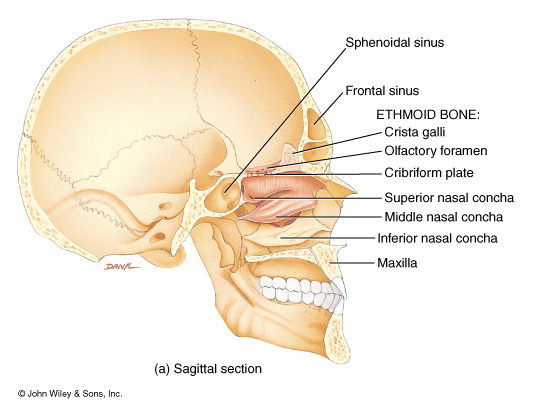 Sphenoidal sinus
Frontal sinus
ETHMOID BONE:
Crista galli
Olfactory foramen
Cribriform plate
Superior nasal concha
Middle nasal concha
Inferior nasal concha
Maxilla
DANK
(a) Sagittal section
© John Wiley & Sons, Inc.